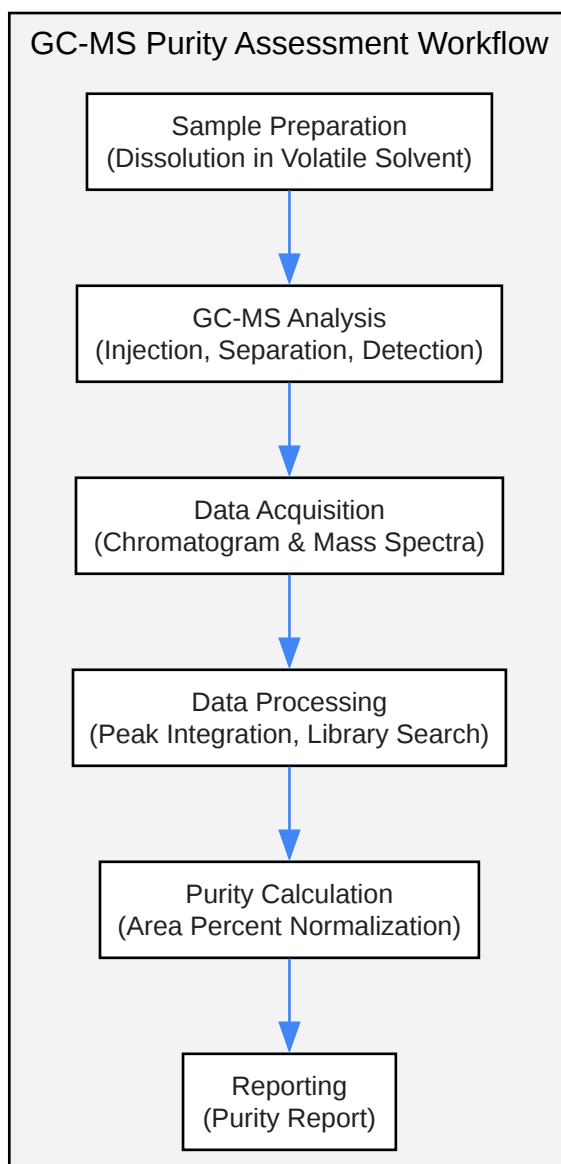 GC-MS Purity Assessment Workflow
Sample Preparation
(Dissolution in Volatile Solvent)
GC-MS Analysis
(Injection, Separation, Detection)
Data Acquisition
(Chromatogram & Mass Spectra)
Data Processing
(Peak Integration, Library Search)
Purity Calculation
(Area Percent Normalization)
Reporting
(Purity Report)